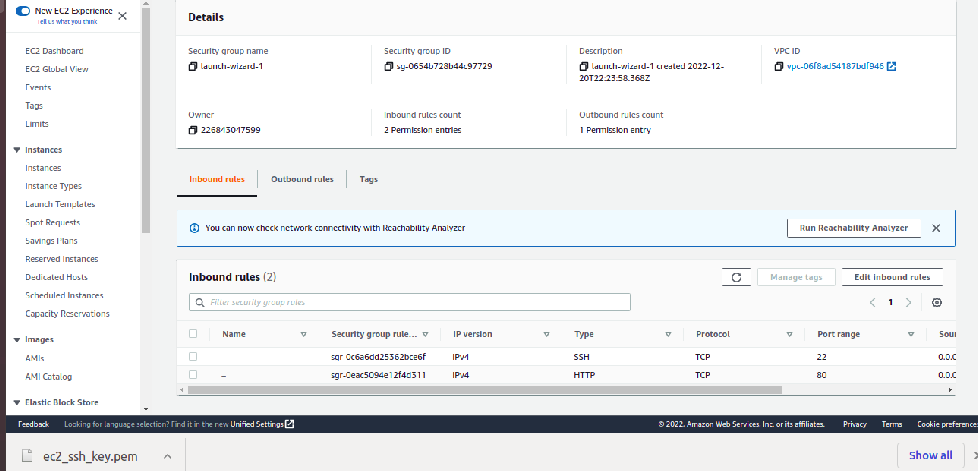 New EC2 Experience
Tell us what you think
EC2 Dashboard
EC2 Global View
Events
Tags
Limits
Instances
Instances
Instance Types
Launch Templates
Spot Requests
Savings Plans
Reserved Instances
Dedicated Hosts
Scheduled Instances
Capacity Reservations
Images
AMIs
AMI Catalog
Elastic Block Store
Details
Security group name
launch-wizard-1
Security group ID
sg-0654b728b44c97729
Description
launch-wizard-1 created 2022-12-
20T22:23:58.368Z
VPC ID
vpc-06f8ad54187bdf946
Owner
226843047599
Inbound rules count
2 Permission entries
Outbound rules count
1 Permission entry
Inbound rules Outbound rules Tags
You can now check network connectivity with Reachability Analyzer Run Reachability Analyzer
Inbound rules (2) Manage tags Edit inbound rules
Filter security group rules 1
Name Security group rule... IP version Type Protocol Port range Sour
sgr-0c6a6dd25362bce6f IPv4 SSH TCP 22 0.0.0
– sgr-0eac5094e12f4d311 IPv4 HTTP TCP 80 0.0.0
Feedback Looking for language selection? Find it in the new Unified Settings © 2022, Amazon Web Services, Inc. or its affiliates. Privacy Terms Cookie preferences
ec2_ssh_key.pem Show all